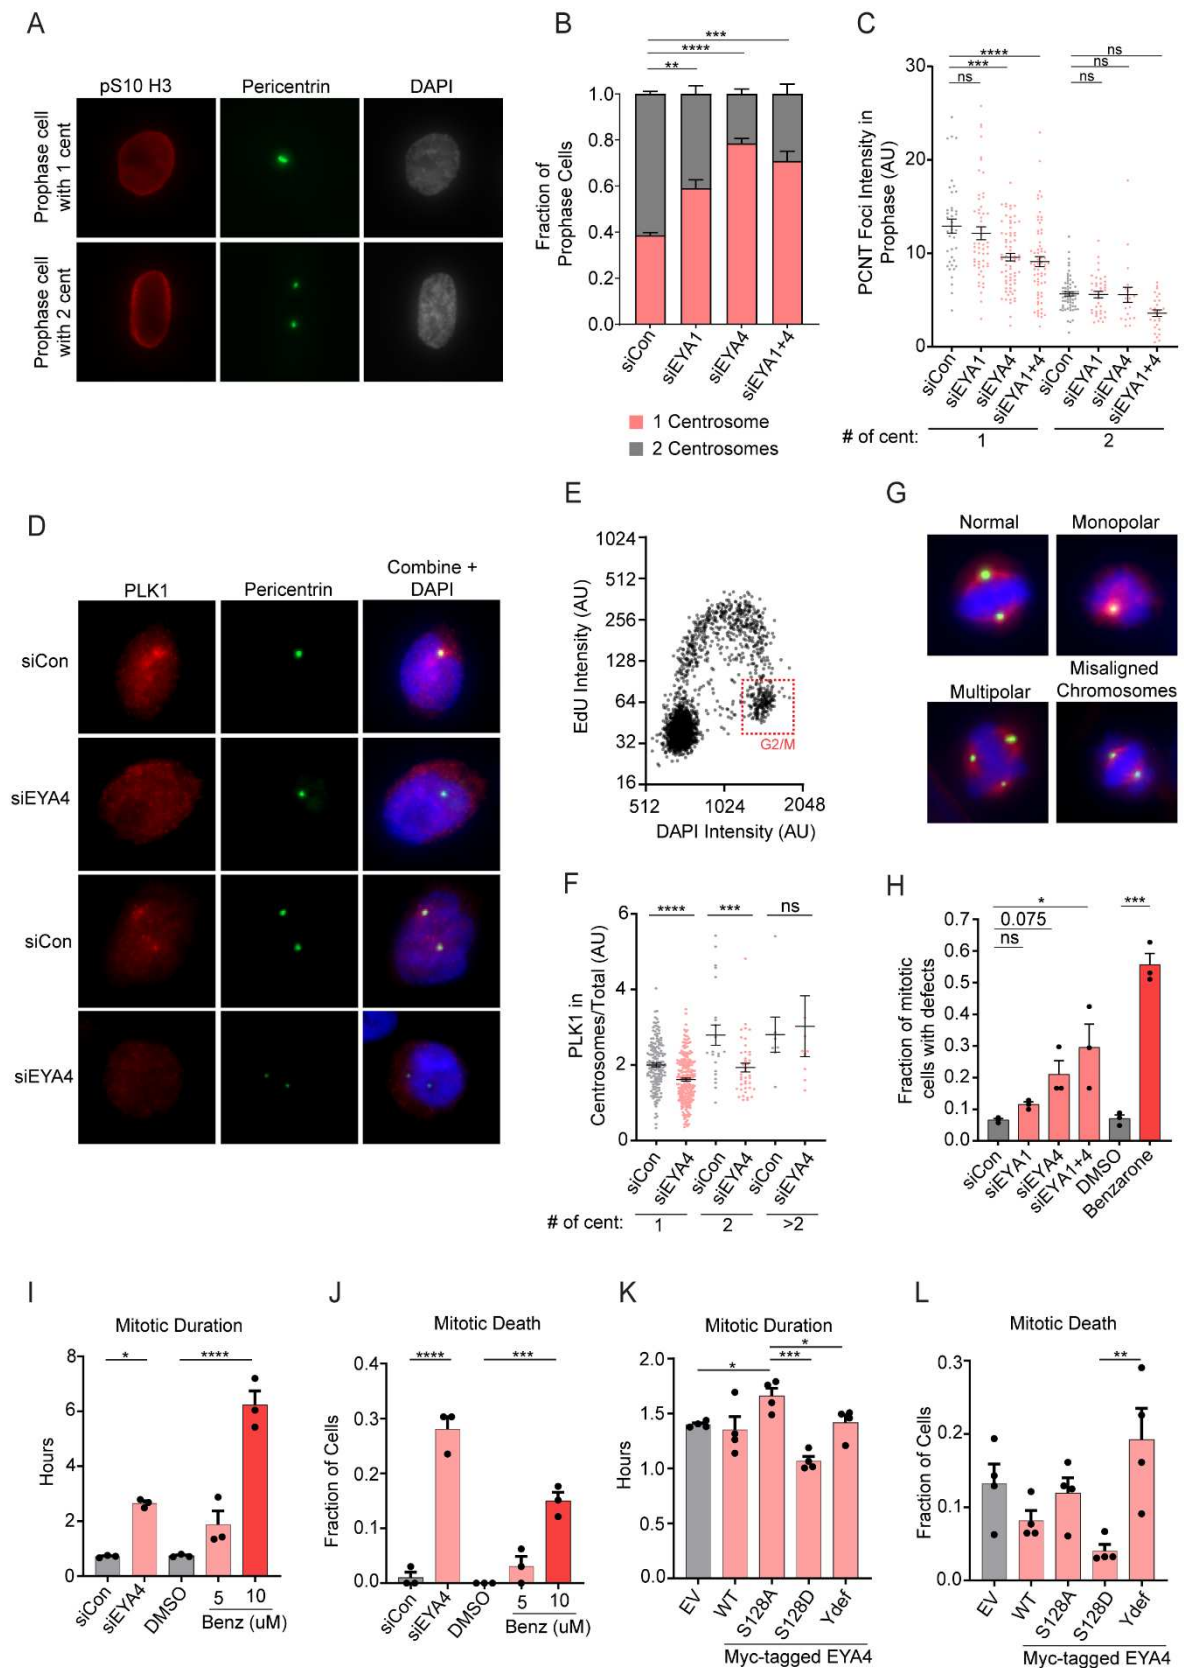 A
pS10 H3
Pericentrin
DAPI
Prophase cell
with 1 cent
Prophase cell
with 2 cent
B
***
****
**
Fraction of
Prophase Cells
1.0
0.8
0.6
0.4
0.2
0.0
siCon
siEYA1
siEYA4
siEYA1+4
1 Centrosome
2 Centrosomes
C
****
***
ns
ns
ns
ns
PCNT Foci Intensity in
Prophase (AU)
30
20
10
0
siCon
siEYA1
siEYA4
siEYA1+4
siCon
siEYA1
siEYA4
siEYA1+4
# of cent:
1
2
D
PLK1
Pericentrin
Combine +
DAPI
siCon
siEYA4
siCon
siEYA4
E
EdU Intensity (AU)
1024
512
256
128
64
32
16
G2/M
512
1024
2048
DAPI Intensity (AU)
F
****
***
ns
PLK1 in
Centrosomes/Total (AU)
6
4
2
0
siCon
siEYA4
siCon
siEYA4
siCon
siEYA4
# of cent:
1
2
>2
G
Normal
Monopolar
Multipolar
Misaligned
Chromosomes
H
*
0.075
ns
***
Fraction of mitotic
cells with defects
0.7
0.6
0.5
0.4
0.3
0.2
0.1
0.0
siCon
siEYA1
siEYA4
siEYA1+4
DMSO
Benzarone
I
Mitotic Duration
*
****
Hours
8
6
4
2
0
siCon
siEYA4
DMSO
5
10
Benz (uM)
J
Mitotic Death
****
***
Fraction of Cells
0.4
0.3
0.2
0.1
0.0
siCon
siEYA4
DMSO
5
10
Benz (uM)
K
Mitotic Duration
*
*
***
Hours
2.0
1.5
1.0
0.5
0.0
EV
WT
S128A
S128D
Ydef
Myc-tagged EYA4
L
Mitotic Death
**
Fraction of Cells
0.3
0.2
0.1
0.0
EV
WT
S128A
S128D
Ydef
Myc-tagged EYA4